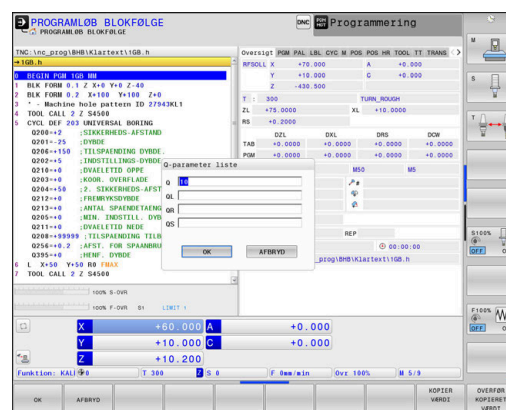 PROGRAMLØB BLOKFØLGE
PROGRAMLØB BLOKFØLGE
DNC
Programmering
TNC:\nc_prog\BHB\Klartext\1GB.h
→1GB.h
0 BEGIN PGM 1GB MM
1 BLK FORM 0.1 Z X+0 Y+0 Z-40
2 BLK FORM 0.2 X+100 Y+100 Z+0
3 * - Machine hole pattern ID 27943KL1
4 TOOL CALL 2 Z S4500
5 CYCL DEF 203 UNIVERSAL BORING
Q200=+2 ;SIKKERHEDS-AFSTAND
Q201=-25 ;DYBDE
Q206=+150 ;TILSPAENDING DYBDE.
Q202=+5 ;INDSTILLINGS-DYBDE
Q210=+0 ;DVAELETID OPPE
Q203=+0 ;KOOR. OVERFLADE
Q204=+50 ;2. SIKKERHEDS-AFST
Q212=+0 ;FREMRYKSDYBDE
Q213=+0 ;ANTAL SPAENDETAENG
Q205=+0 ;MIN. INDSTILL. DYB
Q211=+0 ;DVAELETID NEDE
Q208=+99999 ;TILSPAENDING TILB
Q256=+0.2 ;AFST. FOR SPAANBRU
Q395=+0 ;HENF. DYBDE
6 L X+50 Y+50 R0 FMAX
7 TOOL CALL 2 Z S4500
100% S-OVR
100% F-OVR S1 LIMIT 1
Oversigt PGM PAL LBL CYC M POS POS HR TOOL TT TRANS
RFSOLL X +70.000 A +0.000
Y +10.000 C +0.000
Z -430.500
T : 300 TURN_ROUGH
ZL +75.0000 XL +10.0000
RS +0.2000
DZL DXL DRS DCW
TAB +0.0000 +0.0000 +0.0000 +0.0000
PGM +0.0000 +0.0000 +0.0000 +0.0000
M50 M5
REP
00:00:00
_prog\BHB\Klartext\1GB.h
Q-parameter liste
Q 10
QL
QR
QS
OK AFBRYD
X +60.000 A +0.000
Y +10.000 C +0.000
Z +10.200
T 300 Z S 0 F 0mm/min Ovr 100% M 5/9
M
S
T
S100%
OFF
F100%
OFF
OK AFBRYD KOPIER VÆRDI OVERFØR KOPIERET VÆRDI